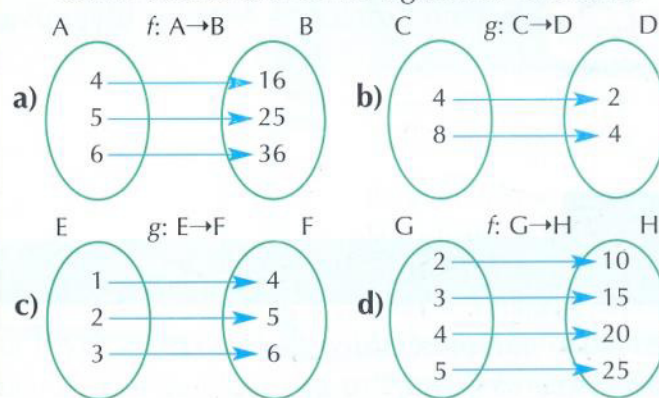 A f: A→B B
a)
4 16
5 25
6 36
C g: C→D D
b)
4 2
8 4
E g: E→F F
c)
1 4
2 5
3 6
G f: G→H H
d)
2 10
3 15
4 20
5 25